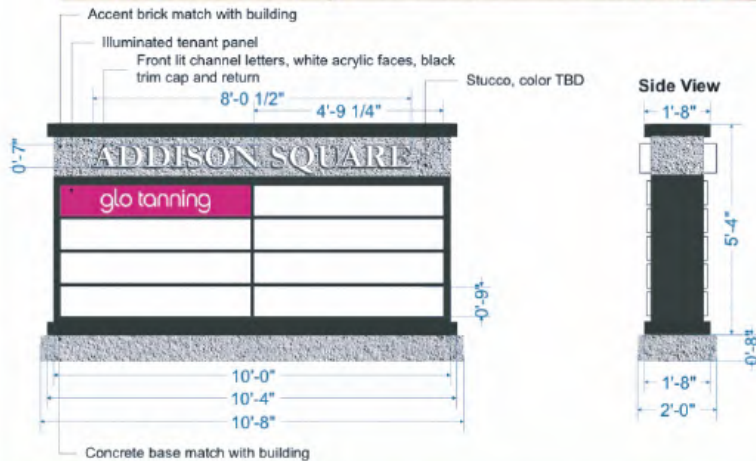 Accent brick match with building
Illuminated tenant panel
Front lit channel letters, white acrylic faces, black
trim cap and return
Stucco, color TBD
Side View
8'-0 1/2"
4'-9 1/4"
1'-8"
0'-7"
ADDISON SQUARE
glo tanning
5'-4"
0'-9"
0'-8"
10'-0"
10'-4"
10'-8"
1'-8"
2'-0"
Concrete base match with building